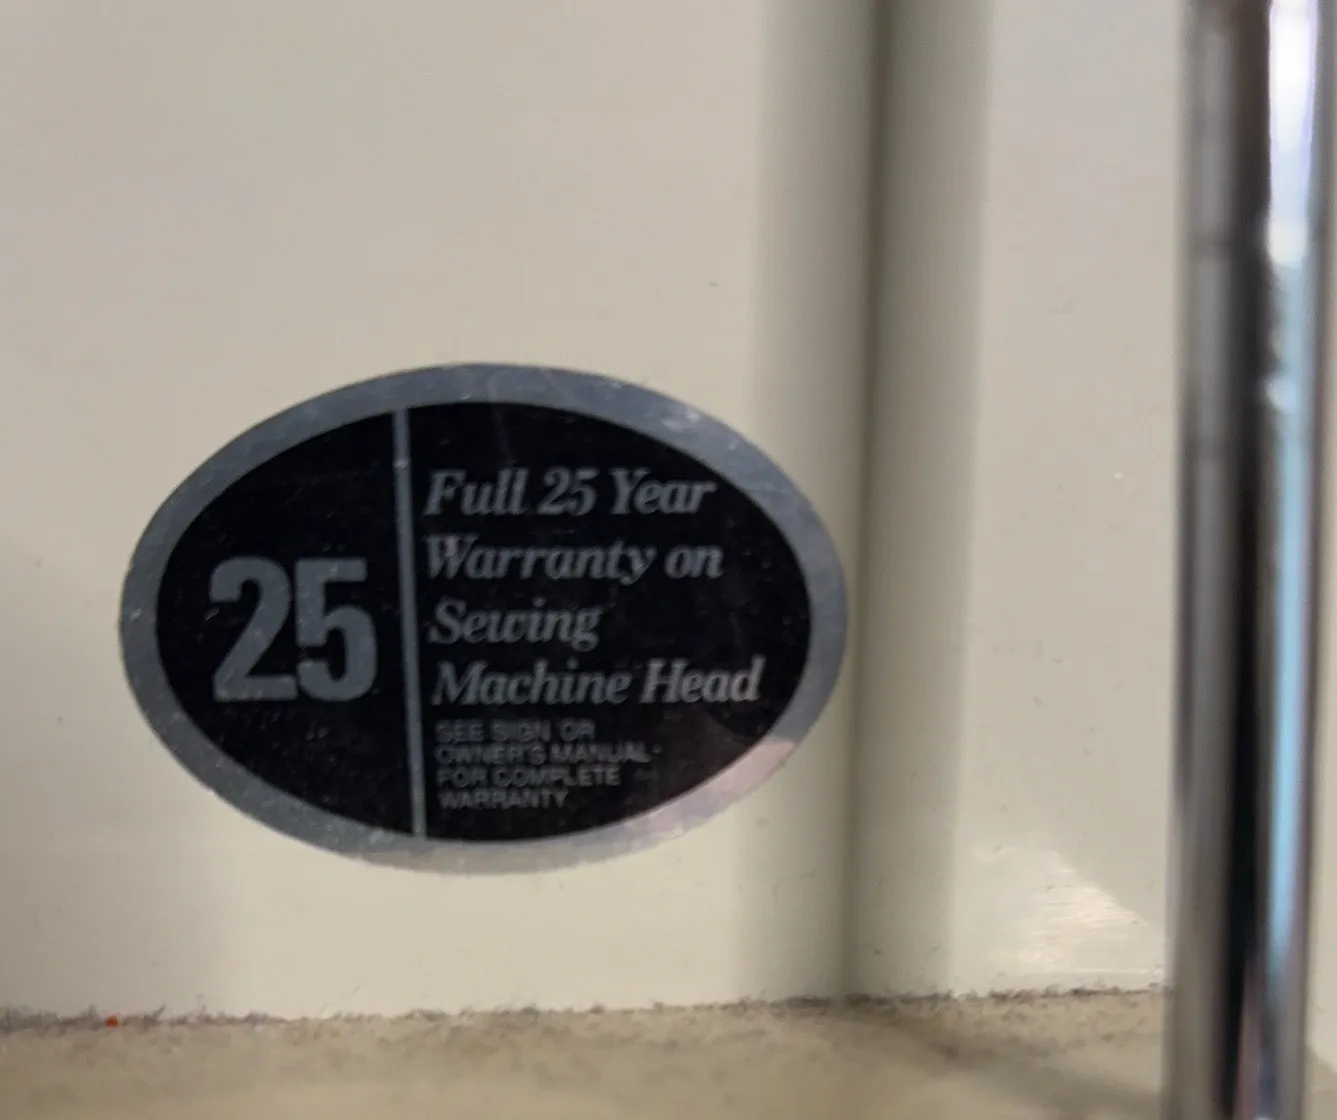 25
Full 25 Year
Warranty on
Sewing
Machine Head
SEE SIGN OR
OWNER'S MANUAL
FOR COMPLETE
WARRANTY